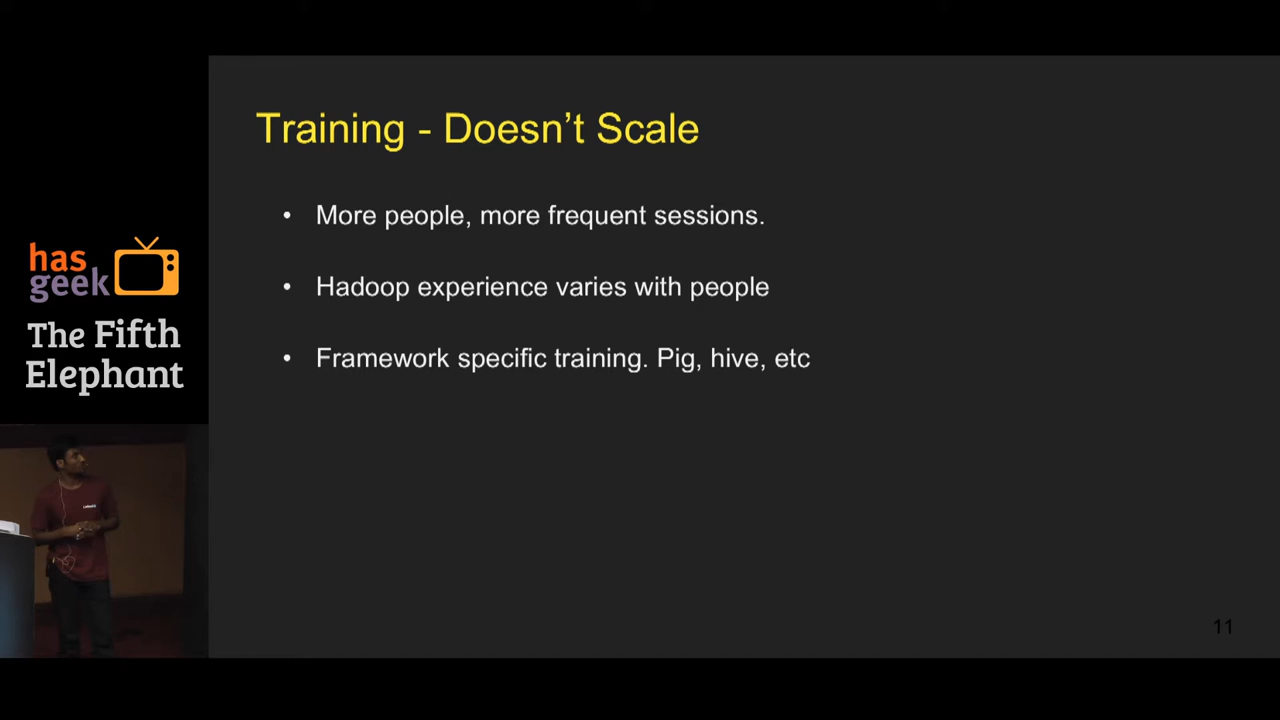 Training - Doesn't Scale
• More people, more frequent sessions.
• Hadoop experience varies with people
• Framework specific training. Pig, hive, etc
has
geek
The Fifth
Elephant
11